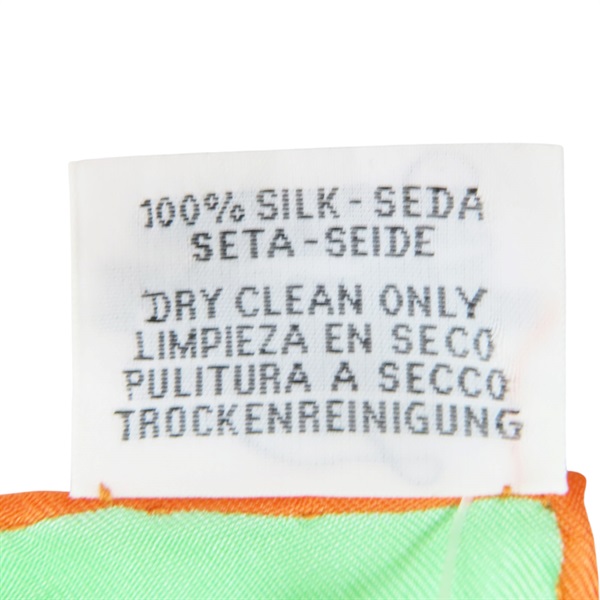 100% SILK - SEDA
SETA - SEIDE
DRY CLEAN ONLY
LIMPIEZA EN SECO
PULITURA A SECCO
TROCKENREINIGUNG